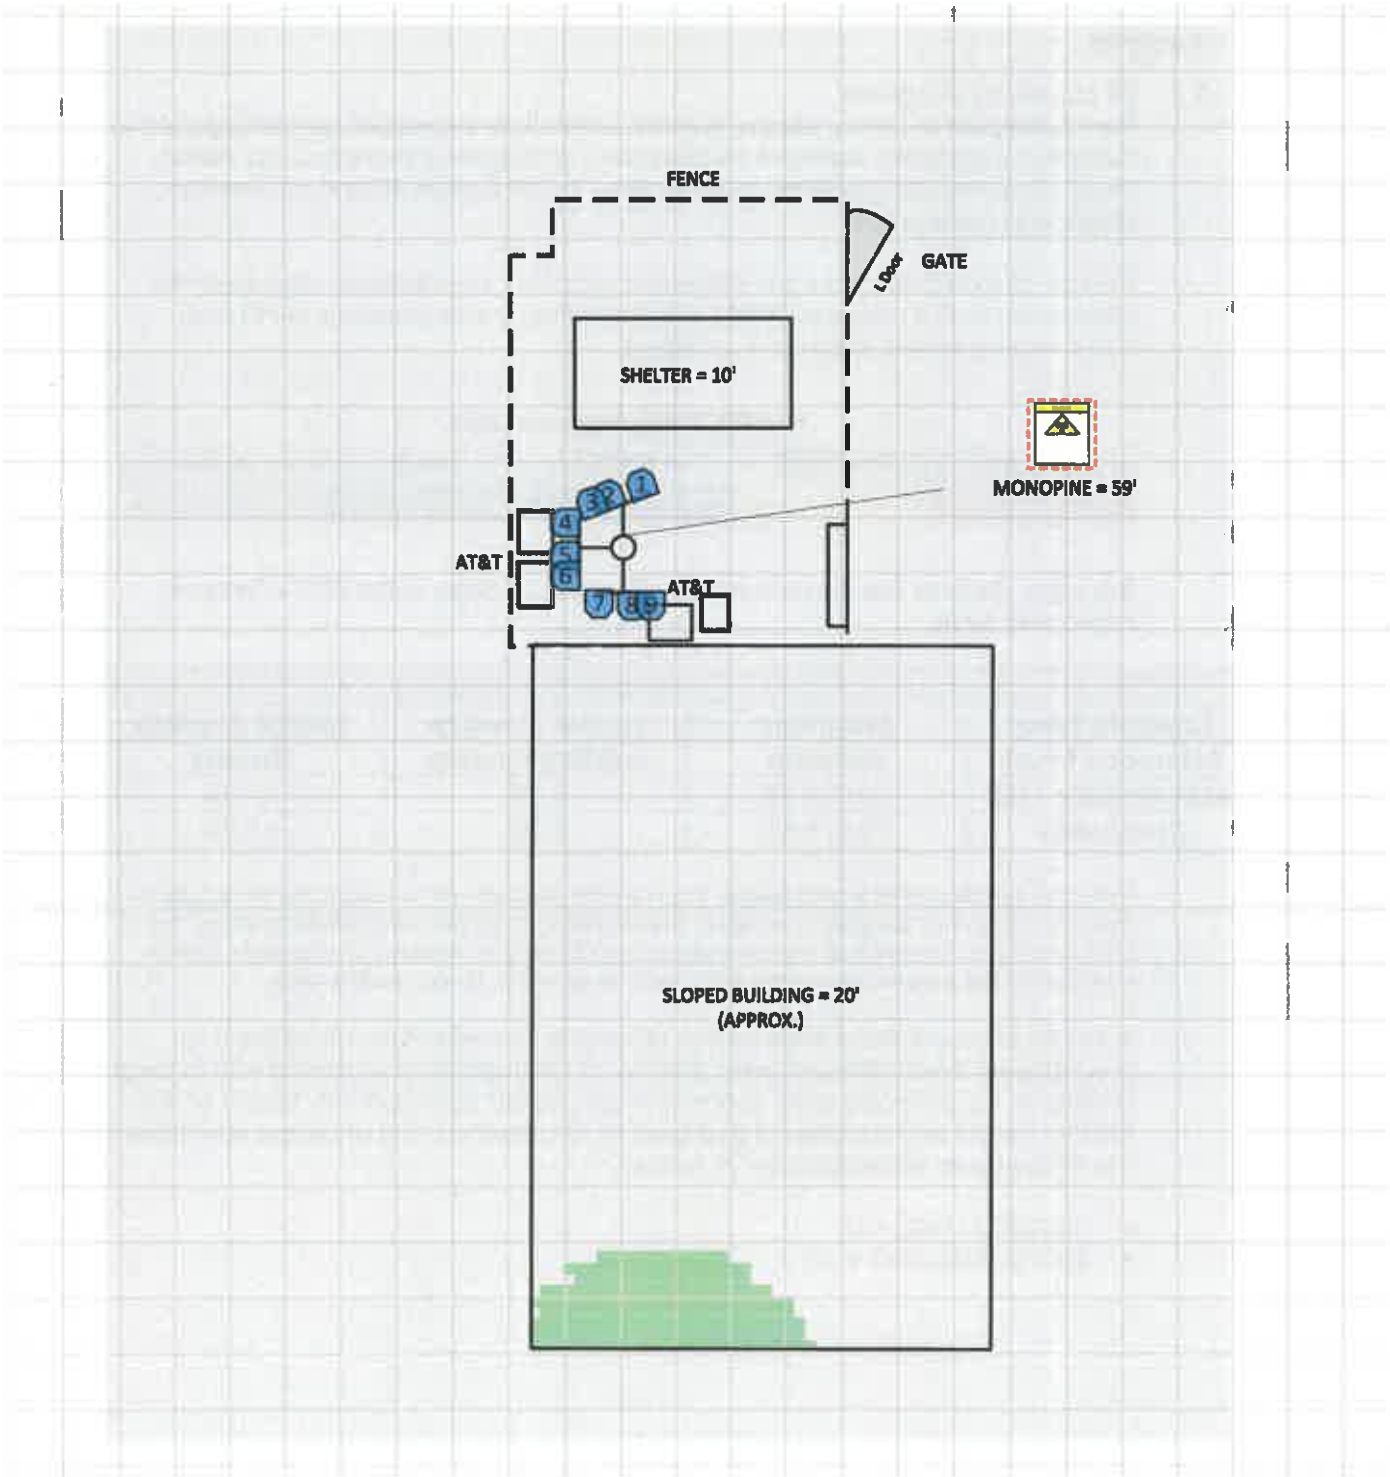 FENCE
L Door
GATE
SHELTER = 10'
MONOPINE = 59'
1
2
3
4
5
6
7
8
9
AT&T
AT&T
SLOPED BUILDING = 20'
(APPROX.)